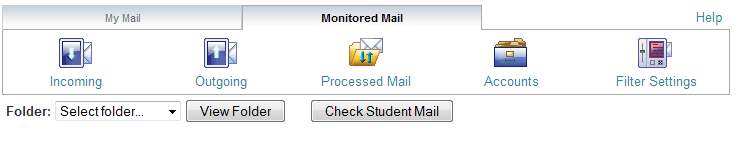 My Mail Monitored Mail Help
Incoming Outgoing Processed Mail Accounts Filter Settings
Folder: Select folder... View Folder Check Student Mail